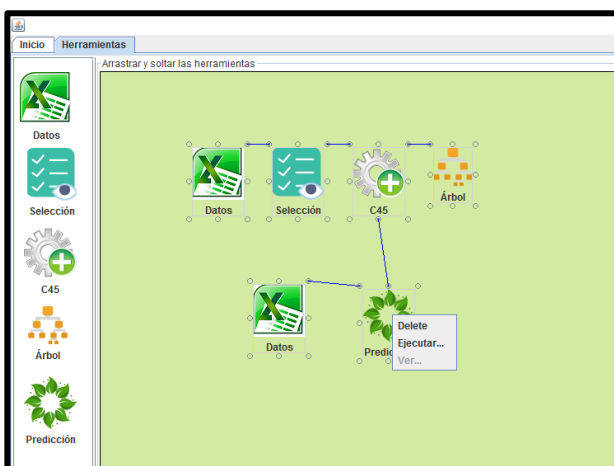 Inicio
Herramientas
Arrastrar y soltar las herramientas
Datos
Selección
C45
Árbol
Predicción
Datos
Selección
C45
Árbol
Datos
Predic
Delete
Ejecutar...
Ver...